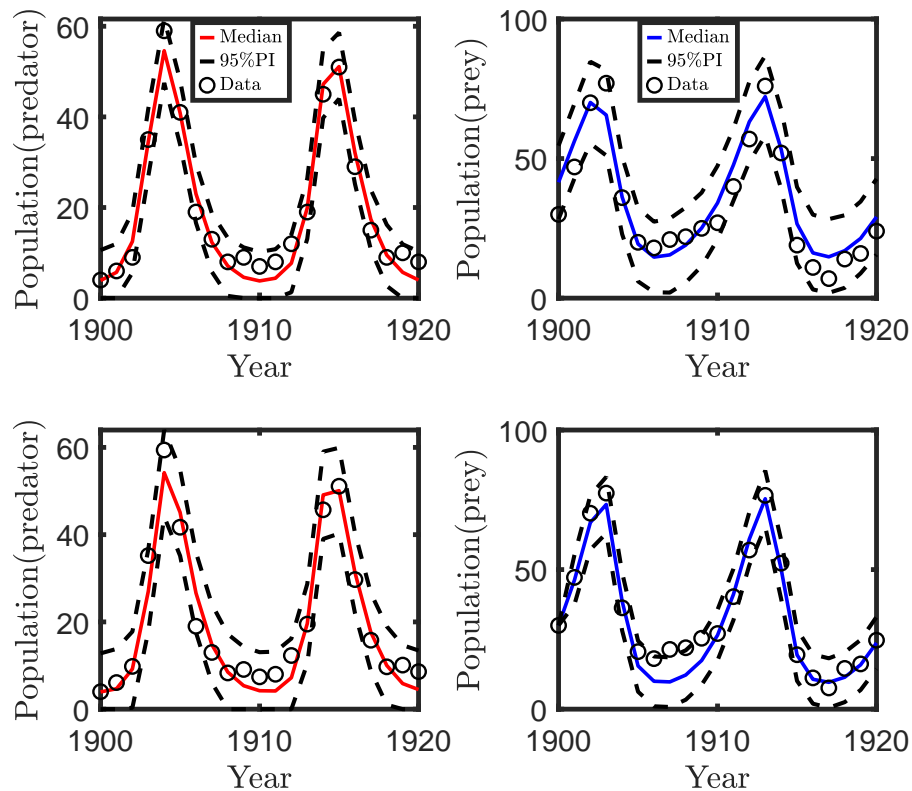 Population(predator)
60
40
20
0
Median
95%PI
Data
1900
1910
1920
Year
Population(prey)
100
50
0
Median
95%PI
Data
1900
1910
1920
Year
Population(predator)
60
40
20
0
1900
1910
1920
Year
Population(prey)
100
50
0
1900
1910
1920
Year